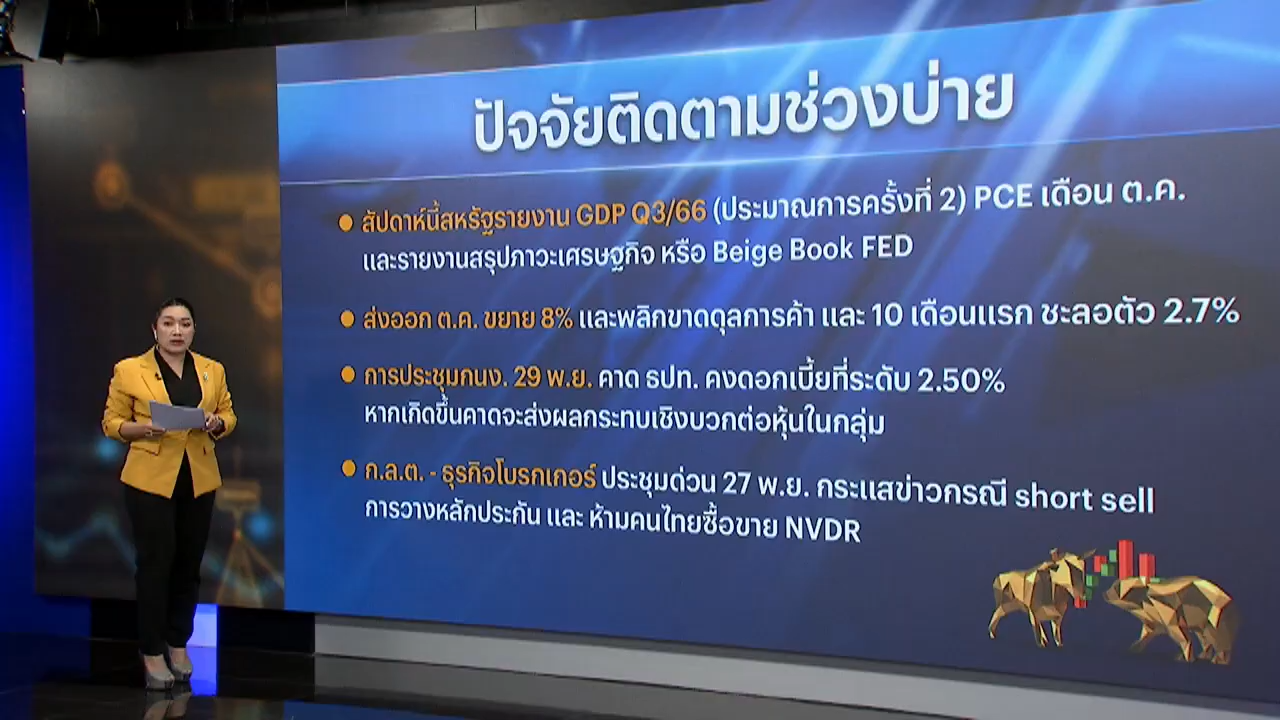 ปัจจัยติดตามช่วงบ่าย
สัปดาห์นี้สหรัฐรายงาน GDP Q3/66 (ประมาณการครั้งที่ 2) PCE เดือน ต.ค.
และรายงานสรุปภาวะเศรษฐกิจ หรือ Beige Book FED
ส่งออก ต.ค. ขยาย 8% และพลิกขาดดุลการค้า และ 10 เดือนแรก ชะลอตัว 2.7%
การประชุมกนง. 29 พ.ย. คาด ธปท. คงดอกเบี้ยที่ระดับ 2.50%
หากเกิดขึ้นคาดจะส่งผลกระทบเชิงบวกต่อหุ้นในกลุ่ม
ก.ล.ต. - ธุรกิจโบรกเกอร์ ประชุมด่วน 27 พ.ย. กระแสข่าวกรณี short sell
การวางหลักประกัน และ ห้ามคนไทยซื้อขาย NVDR